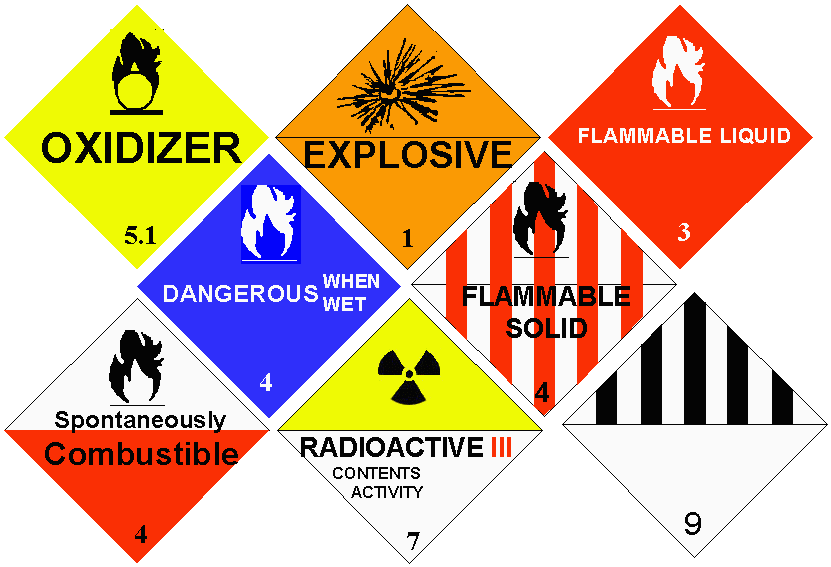 OXIDIZER
5.1
EXPLOSIVE
1
FLAMMABLE LIQUID
3
DANGEROUS WHEN
WET
4
FLAMMABLE
SOLID
4
Spontaneously
Combustible
4
RADIOACTIVE III
CONTENTS
ACTIVITY
7
9